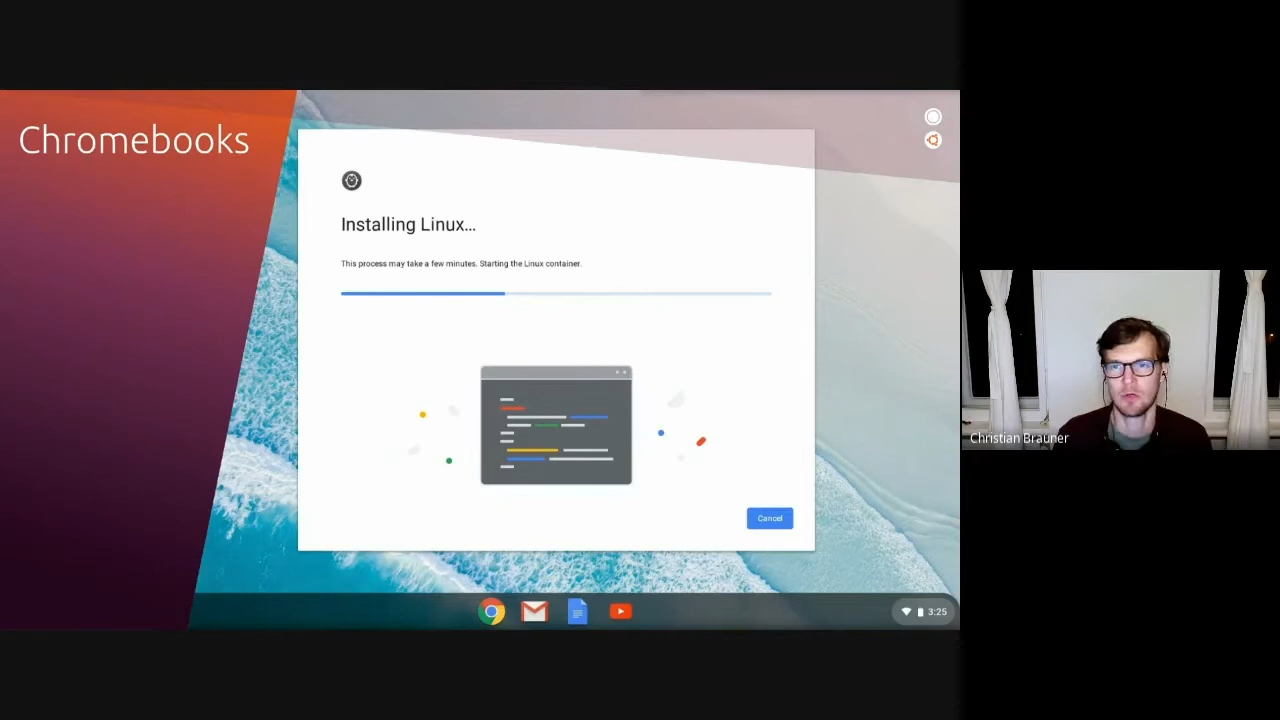 Chromebooks
Installing Linux...
This process may take a few minutes. Starting the Linux container.
Cancel
3:25
Christian Brauner